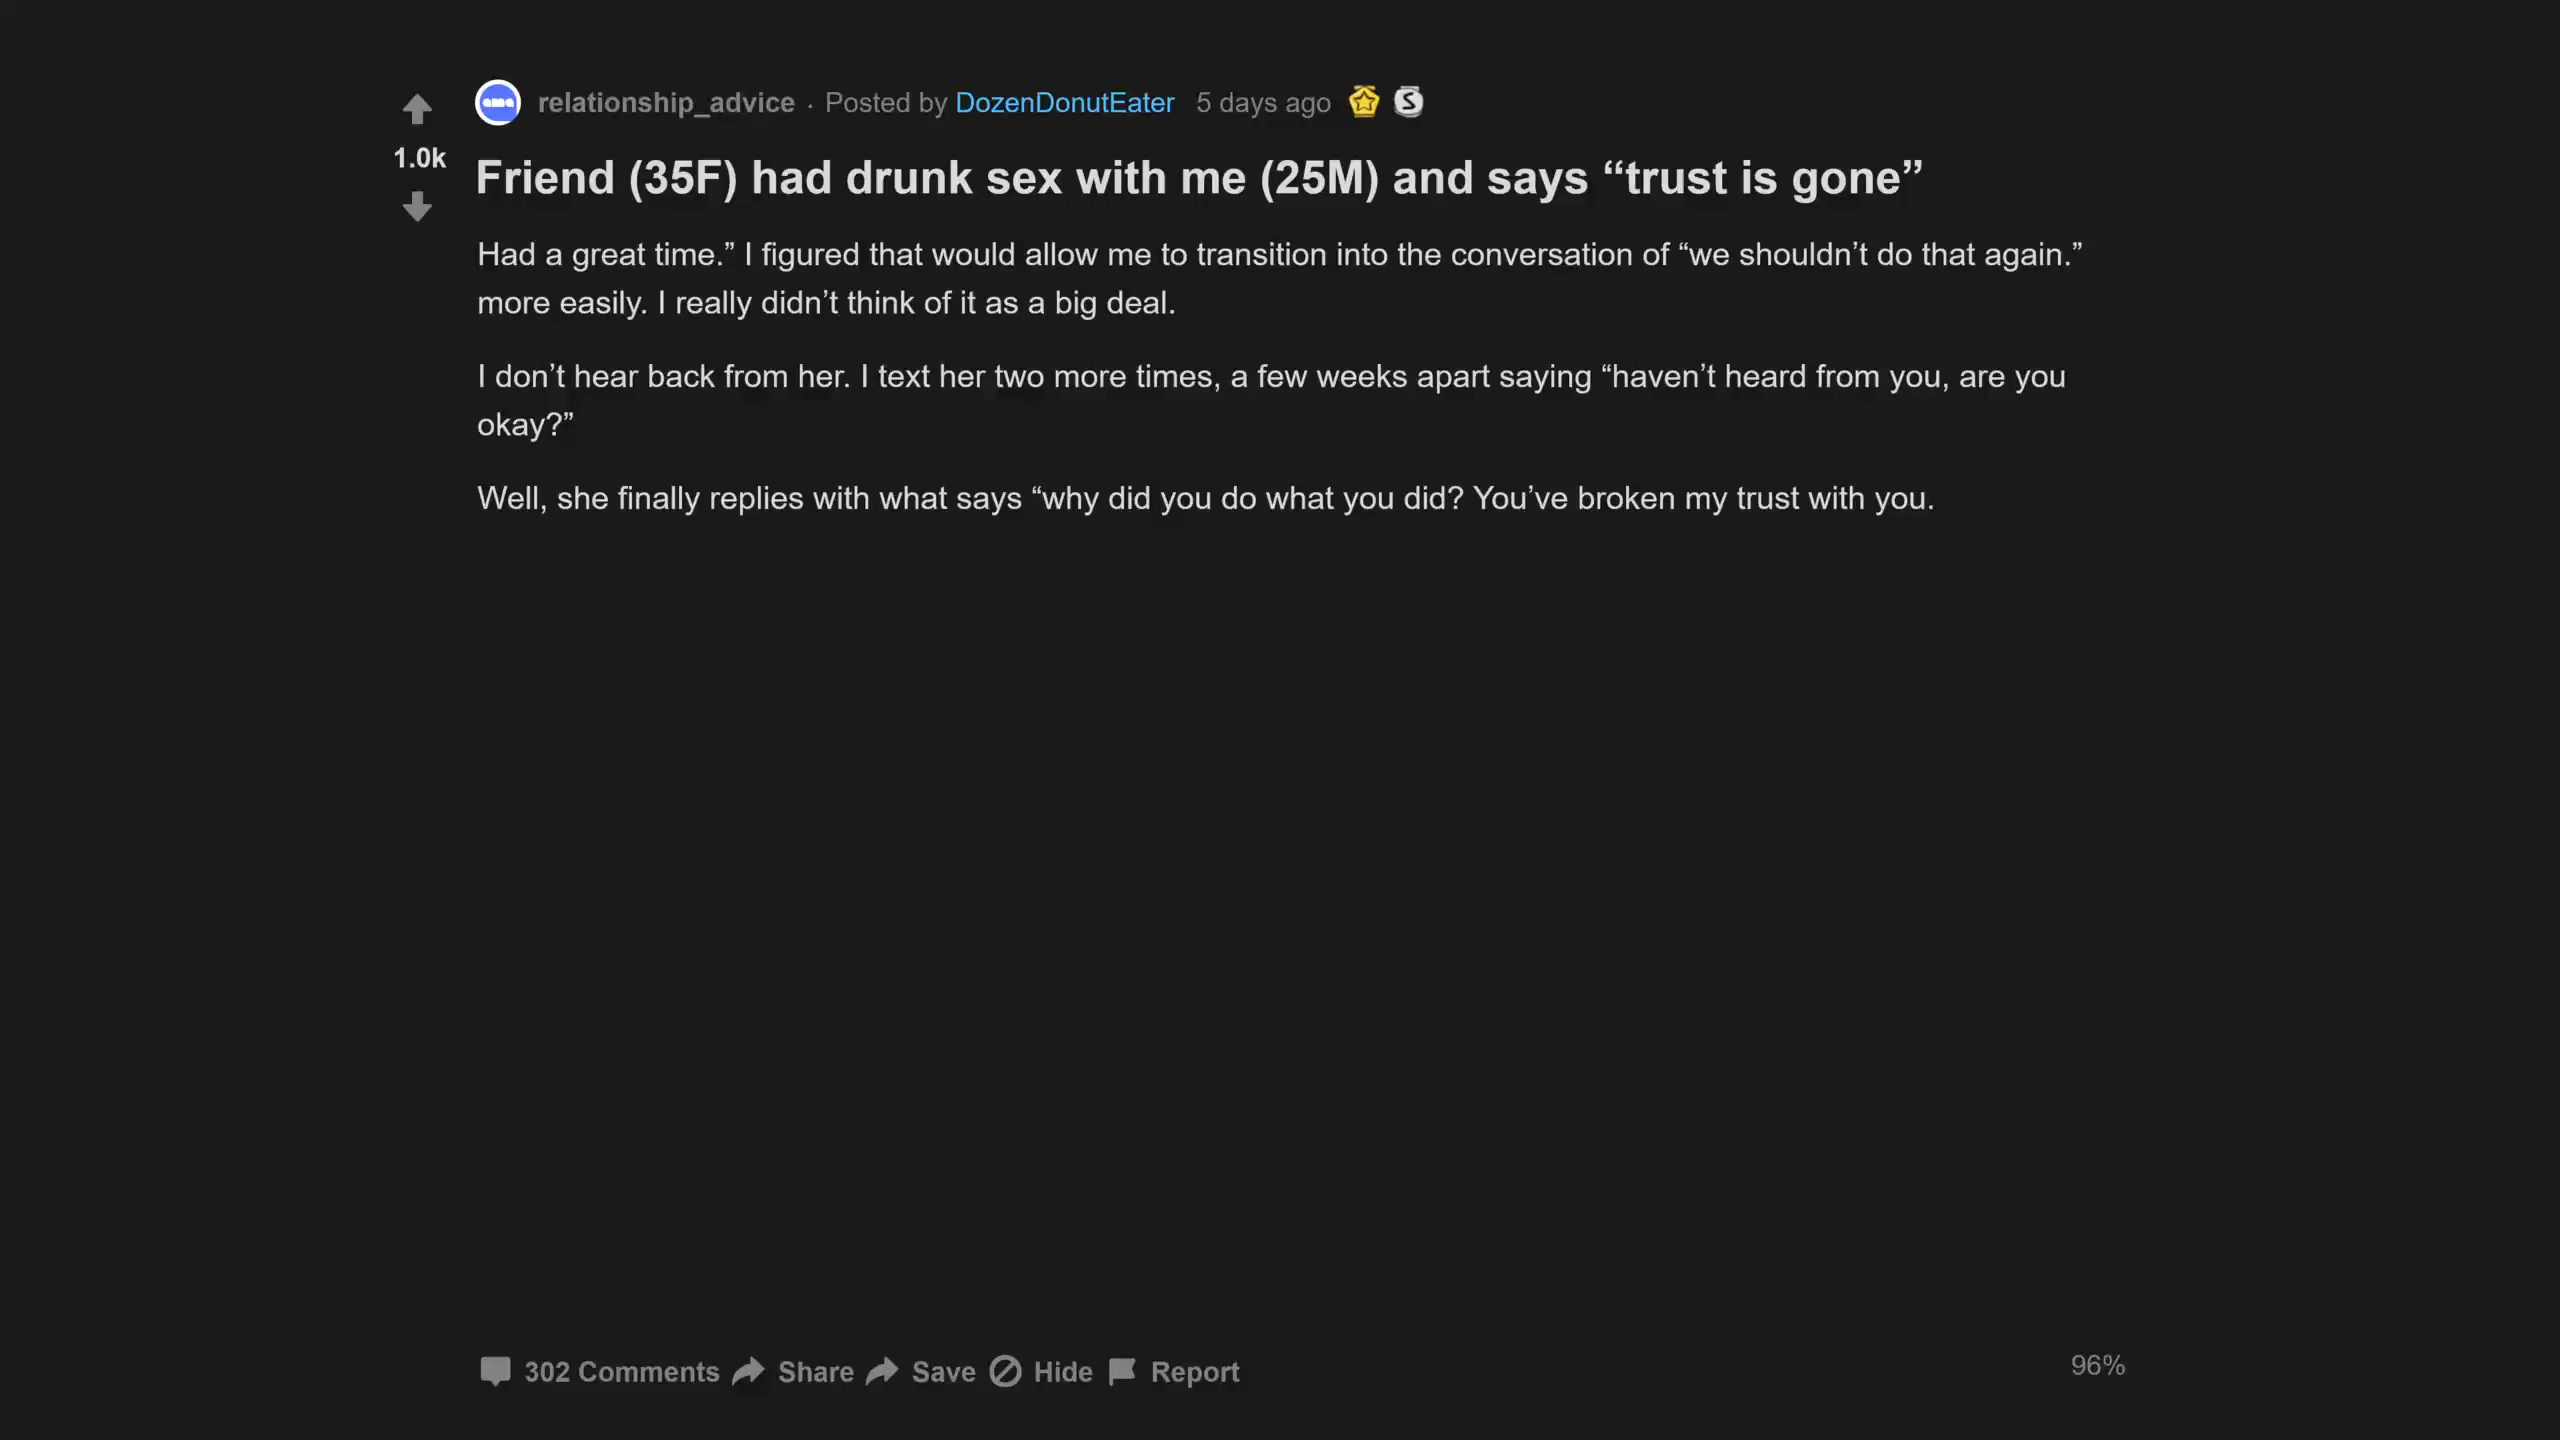 relationship_advice · Posted by DozenDonutEater 5 days ago
1.0k
Friend (35F) had drunk sex with me (25M) and says “trust is gone”
Had a great time.” I figured that would allow me to transition into the conversation of “we shouldn’t do that again.”
more easily. I really didn’t think of it as a big deal.
I don’t hear back from her. I text her two more times, a few weeks apart saying “haven’t heard from you, are you
okay?”
Well, she finally replies with what says “why did you do what you did? You’ve broken my trust with you.
302 Comments Share Save Hide Report
96%